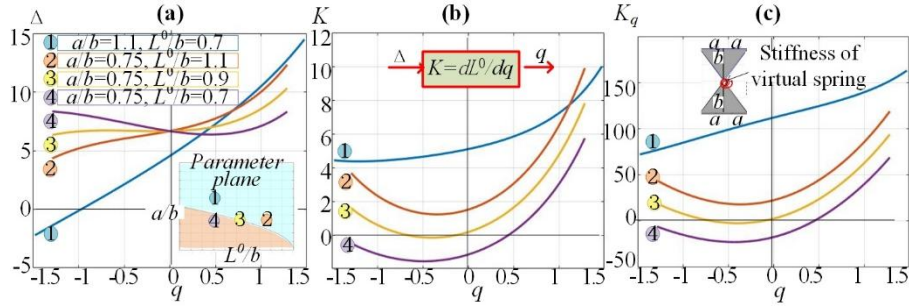 (a)
Δ
15
10
5
0
-5
1 a/b=1.1, L⁰/b=0.7
2 a/b=0.75, L⁰/b=1.1
3 a/b=0.75, L⁰/b=0.9
4 a/b=0.75, L⁰/b=0.7
4
3
2
1
Parameter
plane
1
a/b
4 3 2
L⁰/b
-1.5 -1 -0.5 0 0.5 1 1.5
q
(b)
K
12
10
8
6
4
2
0
Δ K=dL⁰/dq q
1
2
3
4
-1.5 -1 -0.5 0 0.5 1 1.5
q
(c)
Kq
150
100
50
0
-50
a a
b
b
a a
Stiffness of
virtual spring
1
2
3
4
-1.5 -1 -0.5 0 0.5 1 1.5
q